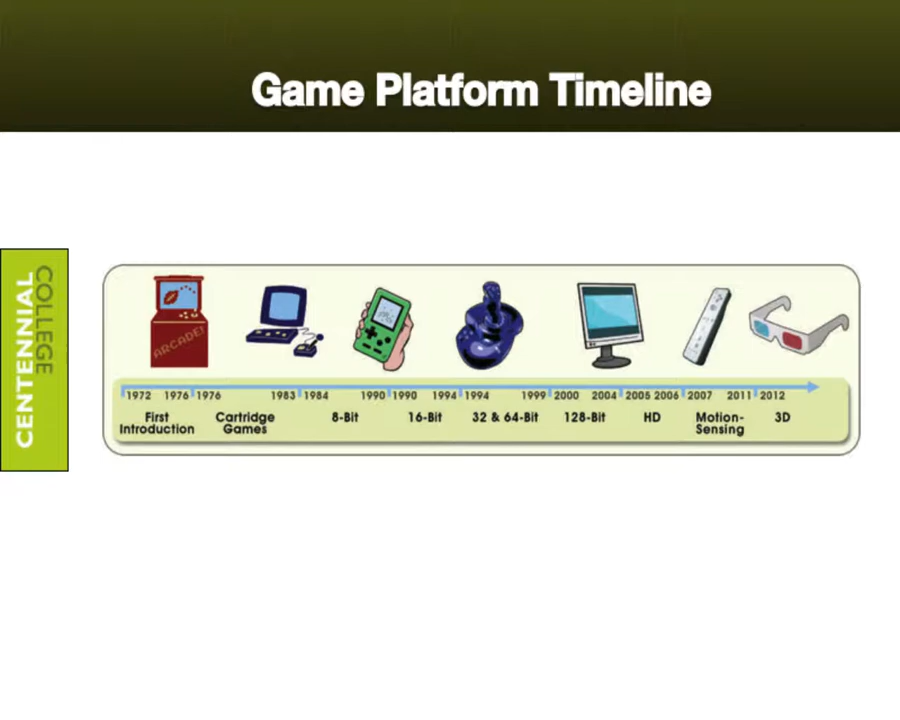 Game Platform Timeline
CENTENNIAL
COLLEGE
ARCADE!
1972 1976 1976 1983 1984 1990 1990 1994 1994 1999 2000 2004 2005 2006 2007 2011 2012
First Introduction
Cartridge Games
8-Bit
16-Bit
32 & 64-Bit
128-Bit
HD
Motion-Sensing
3D